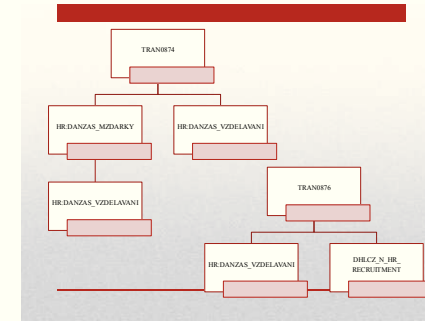 TRAN0874
HR:DANZAS_MZDARKY
HR:DANZAS_VZDELAVANI
HR:DANZAS_VZDELAVANI
TRAN0876
HR:DANZAS_VZDELAVANI
DHLCZ_N_HR_
RECRUITMENT